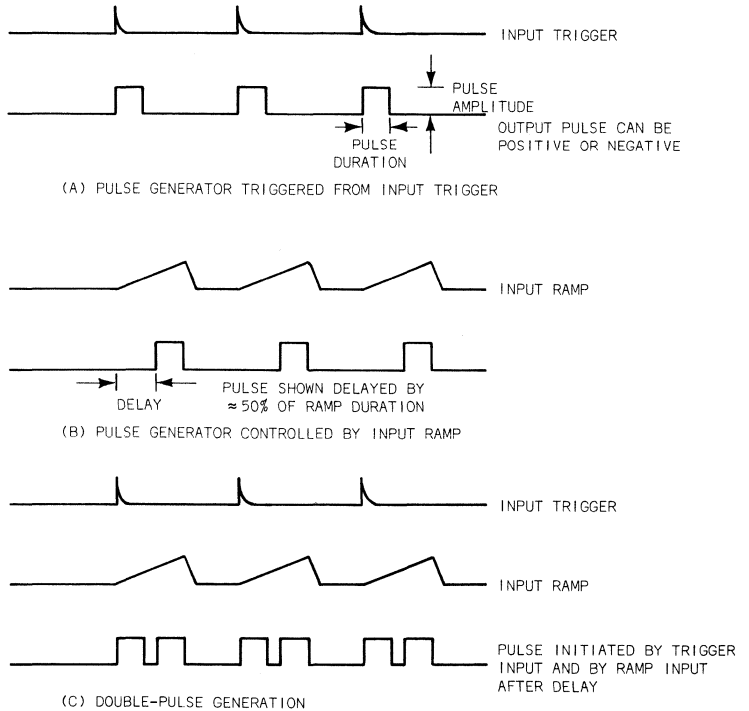 INPUT TRIGGER
PULSE
AMPLITUDE
OUTPUT PULSE CAN BE
POSITIVE OR NEGATIVE
PULSE
DURATION
(A) PULSE GENERATOR TRIGGERED FROM INPUT TRIGGER
INPUT RAMP
DELAY
PULSE SHOWN DELAYED BY
≈50% OF RAMP DURATION
(B) PULSE GENERATOR CONTROLLED BY INPUT RAMP
INPUT TRIGGER
INPUT RAMP
PULSE INITIATED BY TRIGGER
INPUT AND BY RAMP INPUT
AFTER DELAY
(C) DOUBLE-PULSE GENERATION